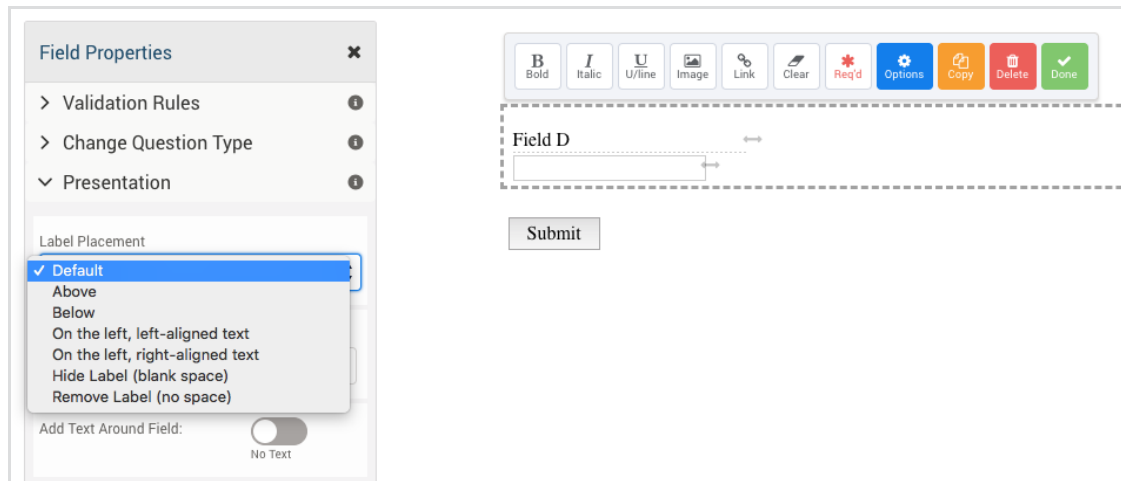 Field Properties
Validation Rules
Change Question Type
Presentation
Label Placement
Default
Above
Below
On the left, left-aligned text
On the left, right-aligned text
Hide Label (blank space)
Remove Label (no space)
Add Text Around Field:
No Text
B I U
Bold Italic U/line Image Link Clear Req'd Options Copy Delete Done
Field D
Submit